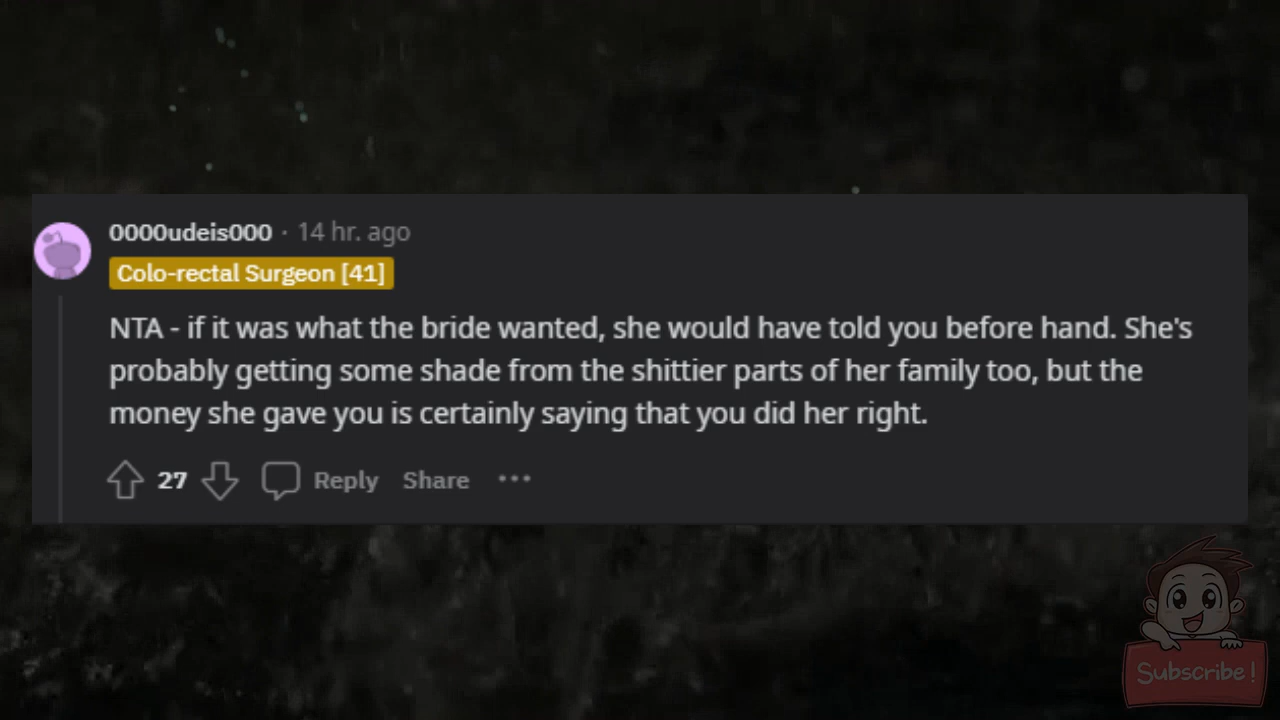 0000udeis000 · 14 hr. ago
Colo-rectal Surgeon [41]
NTA - if it was what the bride wanted, she would have told you before hand. She's
probably getting some shade from the shittier parts of her family too, but the
money she gave you is certainly saying that you did her right.
27 Reply Share ···
Subscribe!